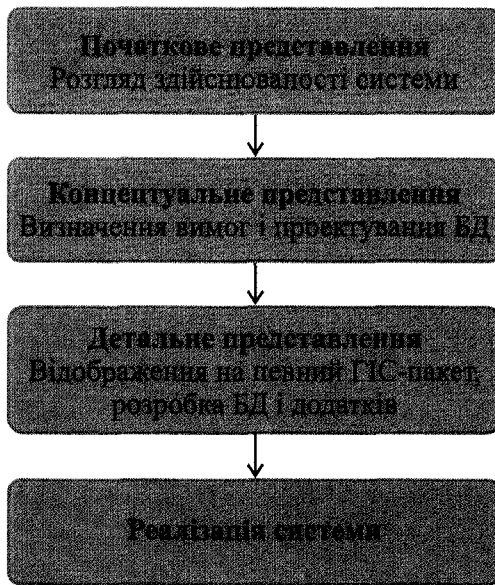 Початкове представлення
Розгляд здійснюваності системи
Концептуальне представлення
Визначення вимог і проектування БД
Детальне представлення
Відображення на певний ГІС-пакет,
розробка БД і додатків
Реалізація системи